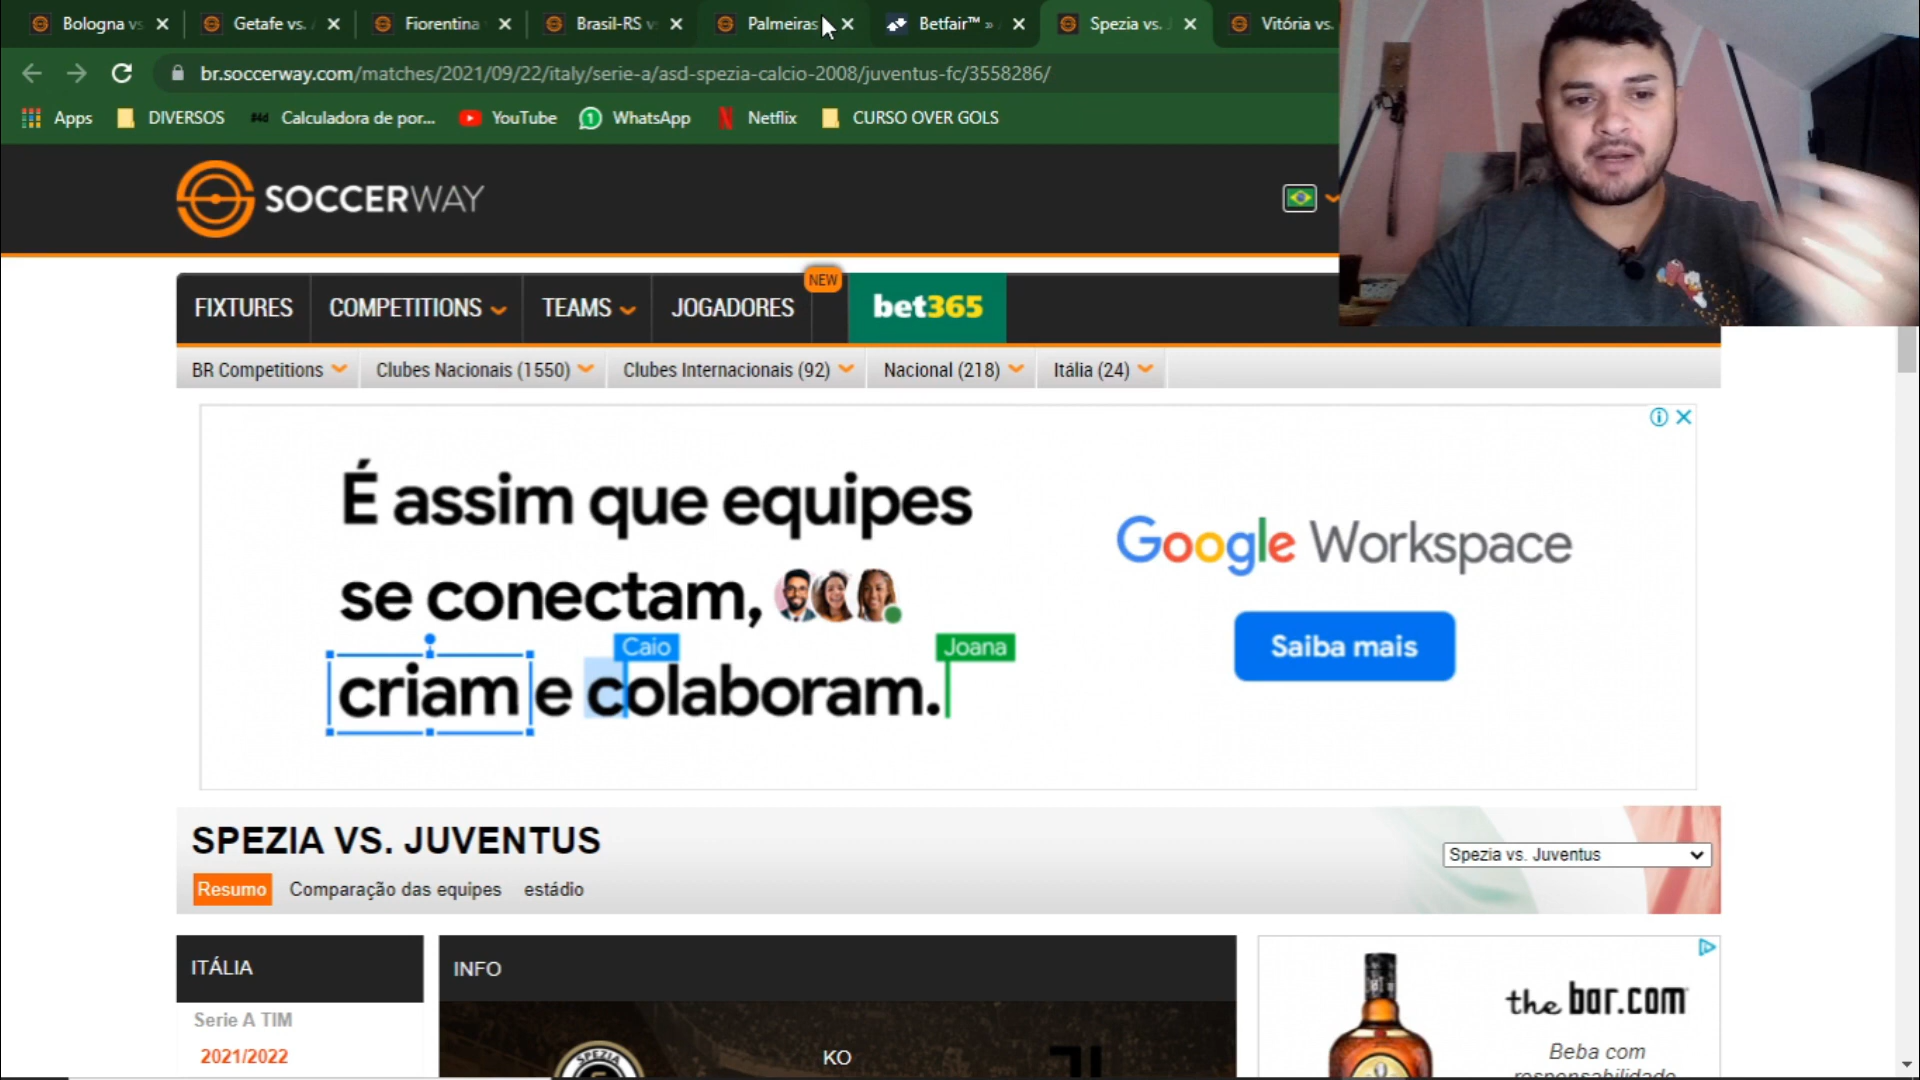 Bologna vs Getafe vs. Fiorentina Brasil-RS v Palmeiras Betfair™ » Spezia vs. Vitória vs.
br.soccerway.com/matches/2021/09/22/italy/serie-a/asd-spezia-calcio-2008/juventus-fc/3558286/
Apps DIVERSOS Calculadora de por... YouTube WhatsApp Netflix CURSO OVER GOLS
SOCCERWAY
NEW
FIXTURES COMPETITIONS TEAMS JOGADORES bet365
BR Competitions Clubes Nacionais (1550) Clubes Internacionais (92) Nacional (218) Itália (24)
É assim que equipes
se conectam,
Caio Joana
criam e colaboram.
Google Workspace
Saiba mais
SPEZIA VS. JUVENTUS
Spezia vs. Juventus
Resumo Comparação das equipes estádio
ITÁLIA
INFO
Serie A TIM
2021/2022
SPEZIA
KO
the bar.com
Beba com
responsabilidade